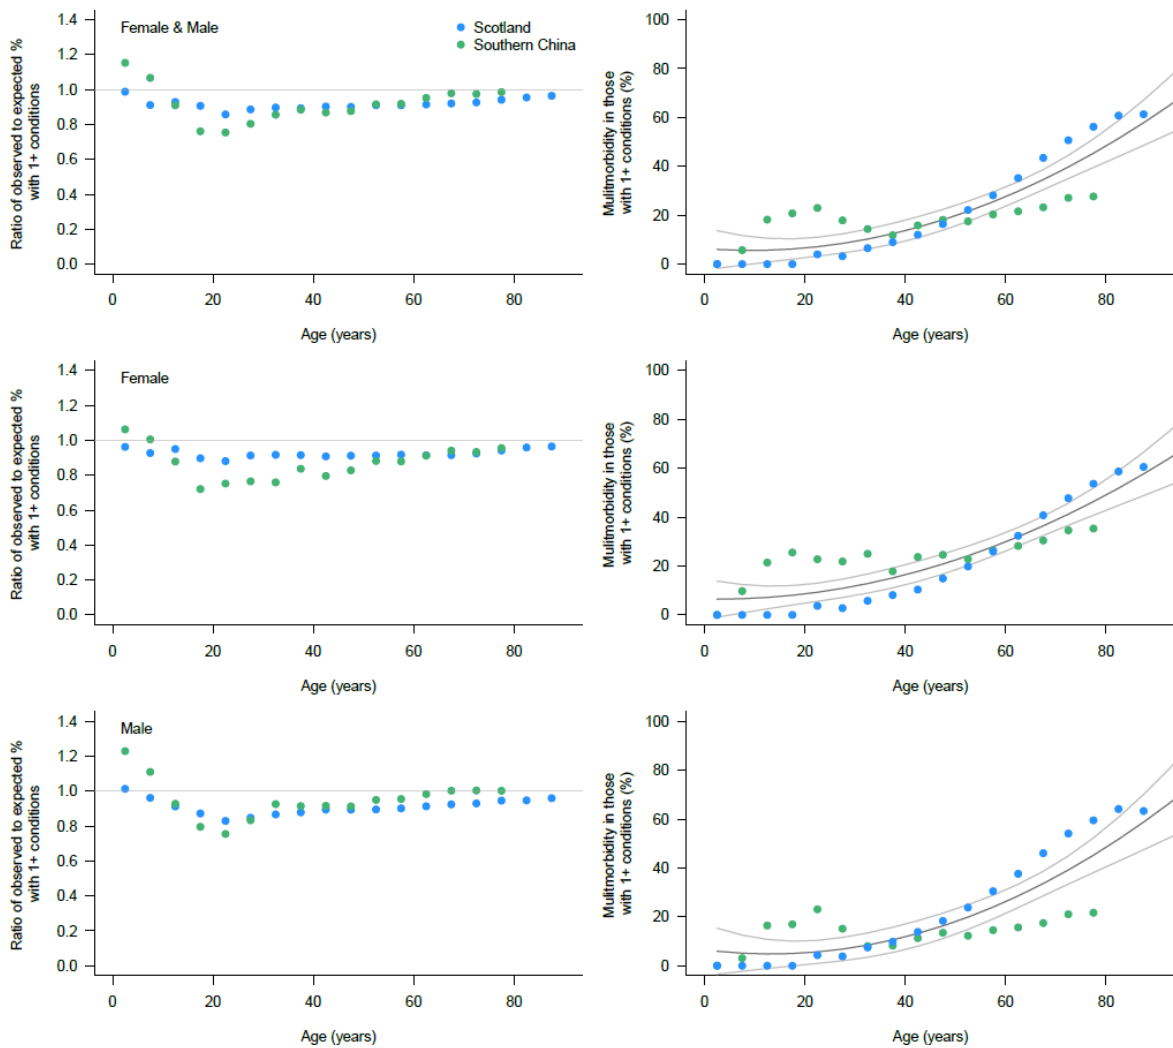 Female & Male
Scotland
Southern China
Ratio of observed to expected %
with 1+ conditions
1.4
1.2
1.0
0.8
0.6
0.4
0.2
0.0
0 20 40 60 80
Age (years)
Mulitmorbidity in those
with 1+ conditions (%)
100
80
60
40
20
0
0 20 40 60 80
Age (years)
Female
Ratio of observed to expected %
with 1+ conditions
1.4
1.2
1.0
0.8
0.6
0.4
0.2
0.0
0 20 40 60 80
Age (years)
Mulitmorbidity in those
with 1+ conditions (%)
100
80
60
40
20
0
0 20 40 60 80
Age (years)
Male
Ratio of observed to expected %
with 1+ conditions
1.4
1.2
1.0
0.8
0.6
0.4
0.2
0.0
0 20 40 60 80
Age (years)
Mulitmorbidity in those
with 1+ conditions (%)
100
80
60
40
20
0
0 20 40 60 80
Age (years)